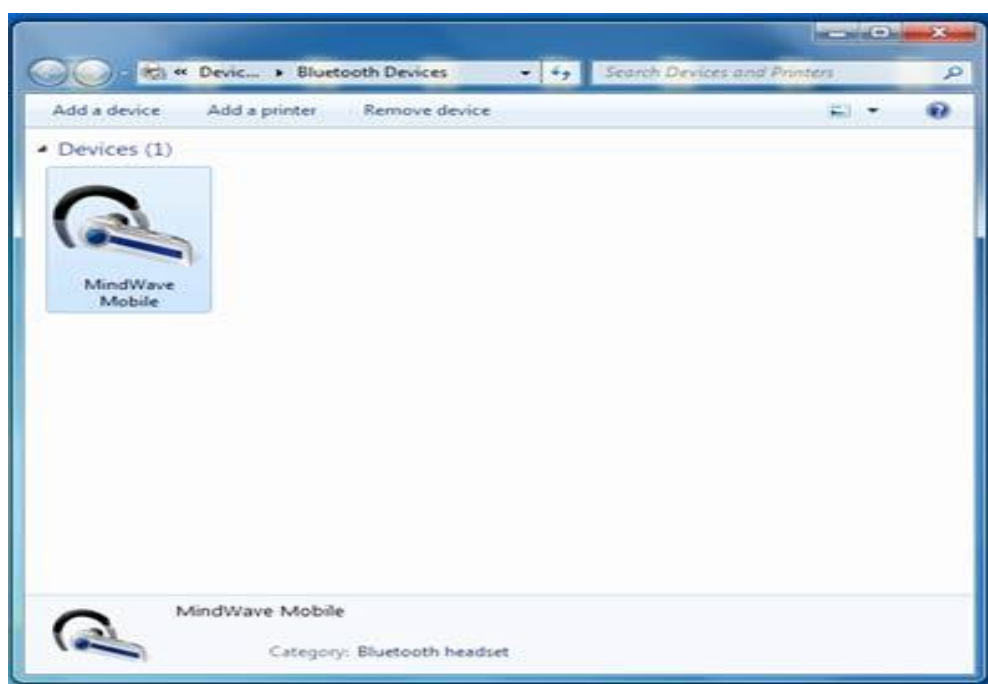 « Devic... ▸ Bluetooth Devices
Search Devices and Printers
Add a device Add a printer Remove device
Devices (1)
MindWave
Mobile
MindWave Mobile
Category: Bluetooth headset